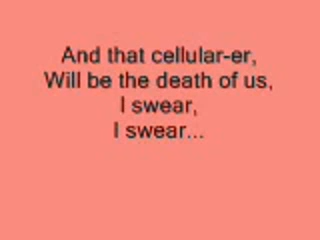 And that cellular-er,
Will be the death of us,
I swear,
I swear...